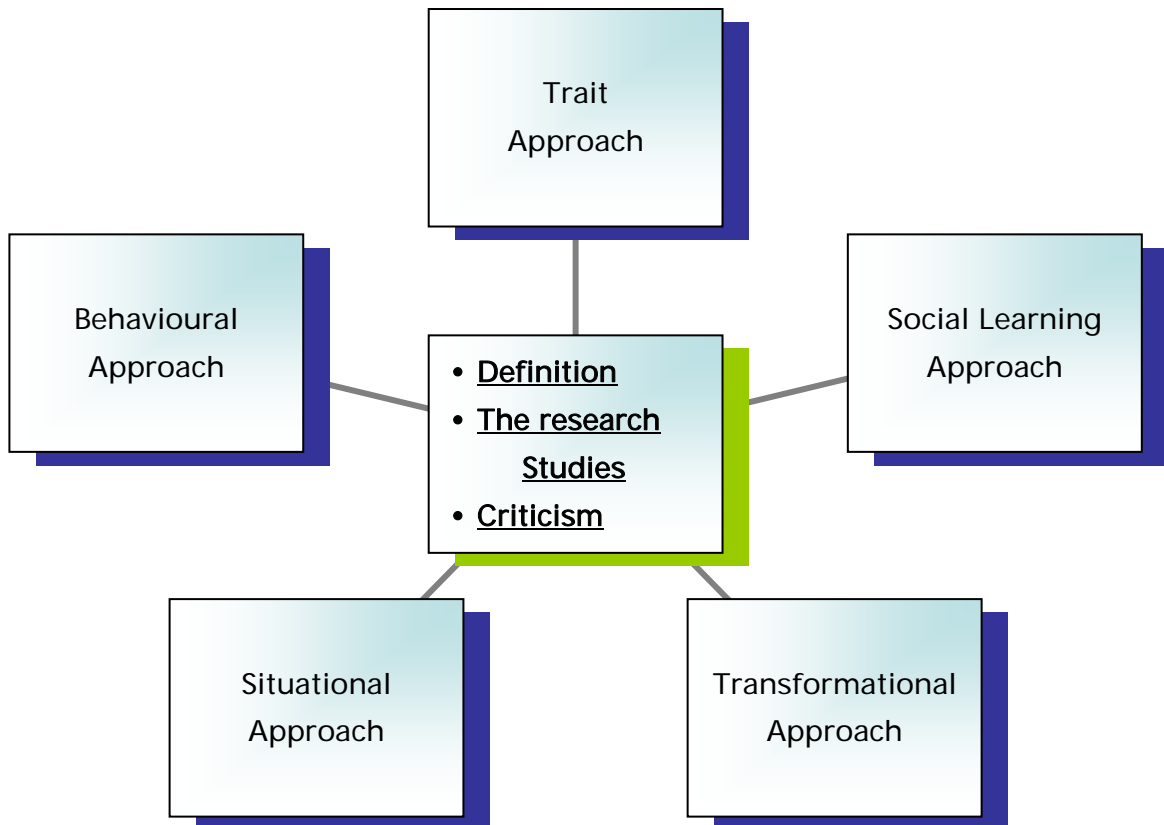 Trait
Approach
Behavioural
Approach
Social Learning
Approach
• Definition
• The research
Studies
• Criticism
Situational
Approach
Transformational
Approach